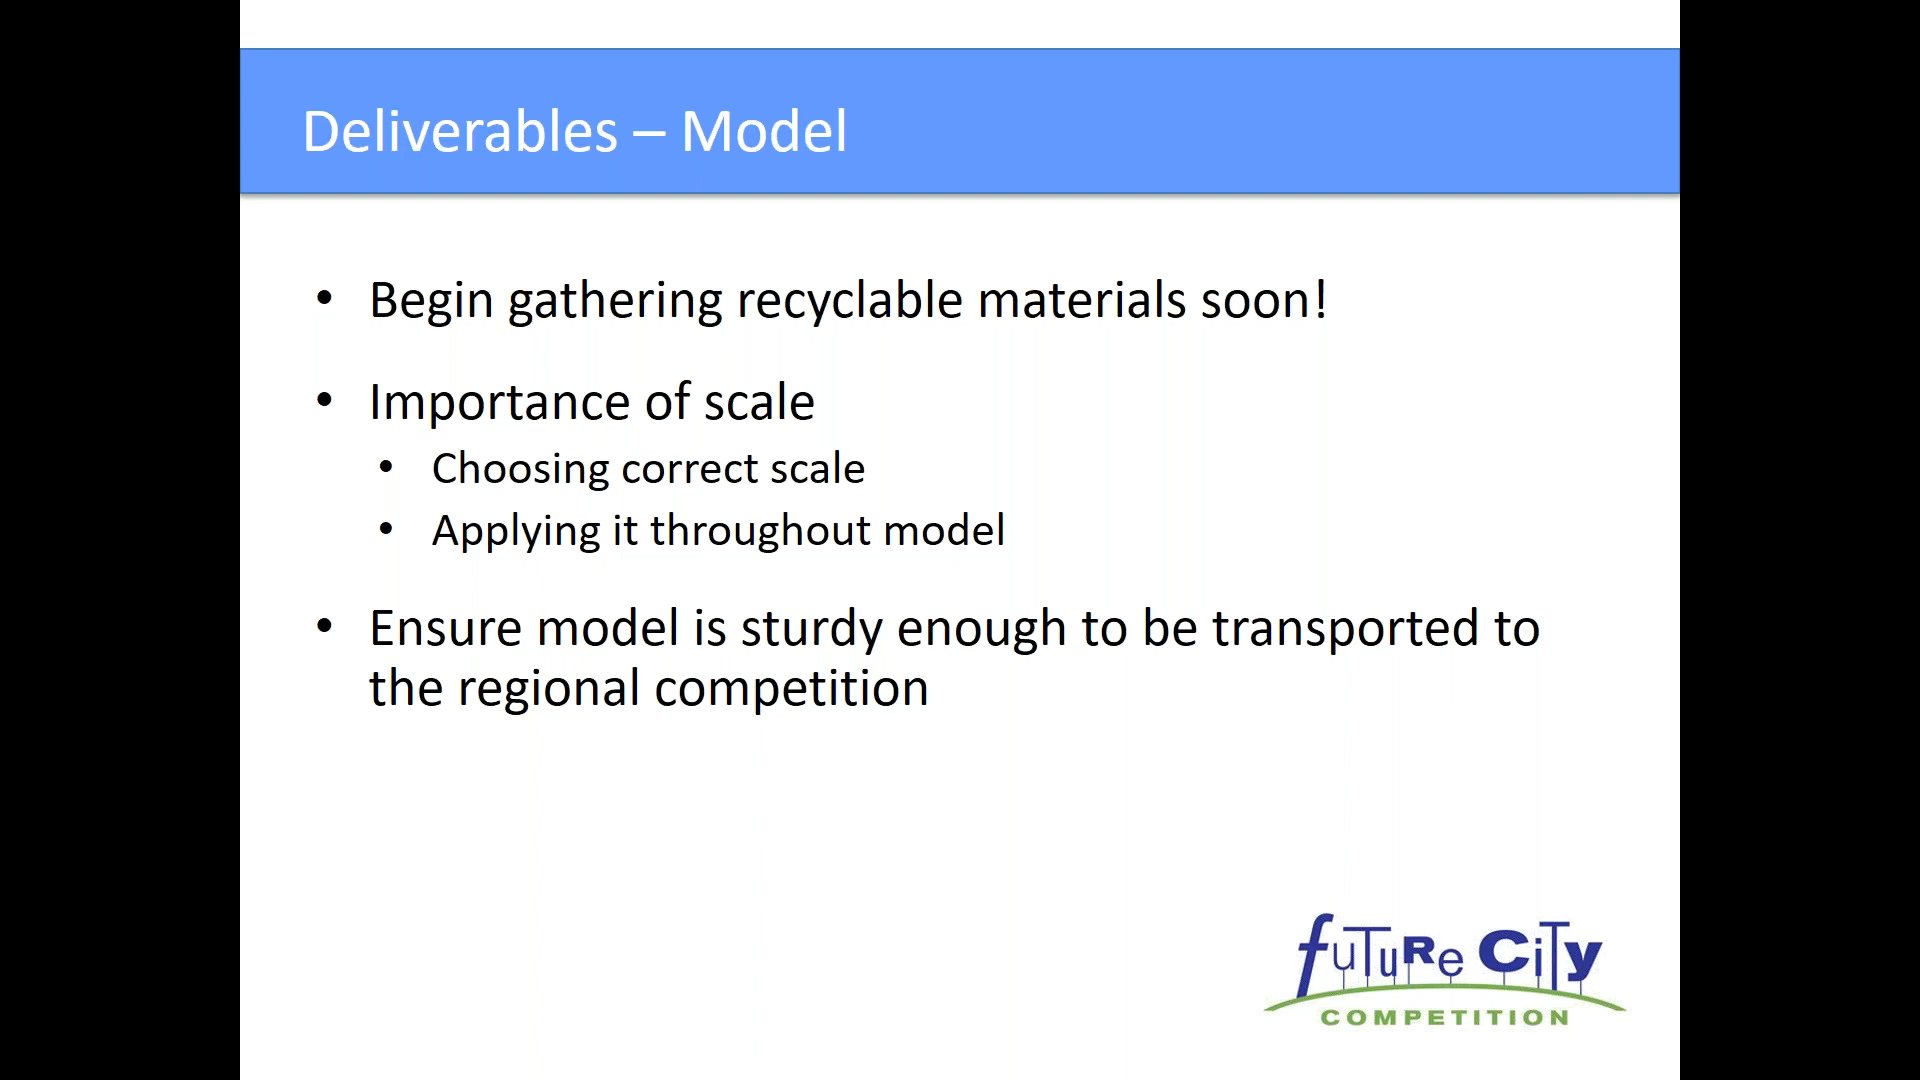 Deliverables – Model
• Begin gathering recyclable materials soon!
• Importance of scale
• Choosing correct scale
• Applying it throughout model
• Ensure model is sturdy enough to be transported to
the regional competition
fuTuRe CiTy
COMPETITION